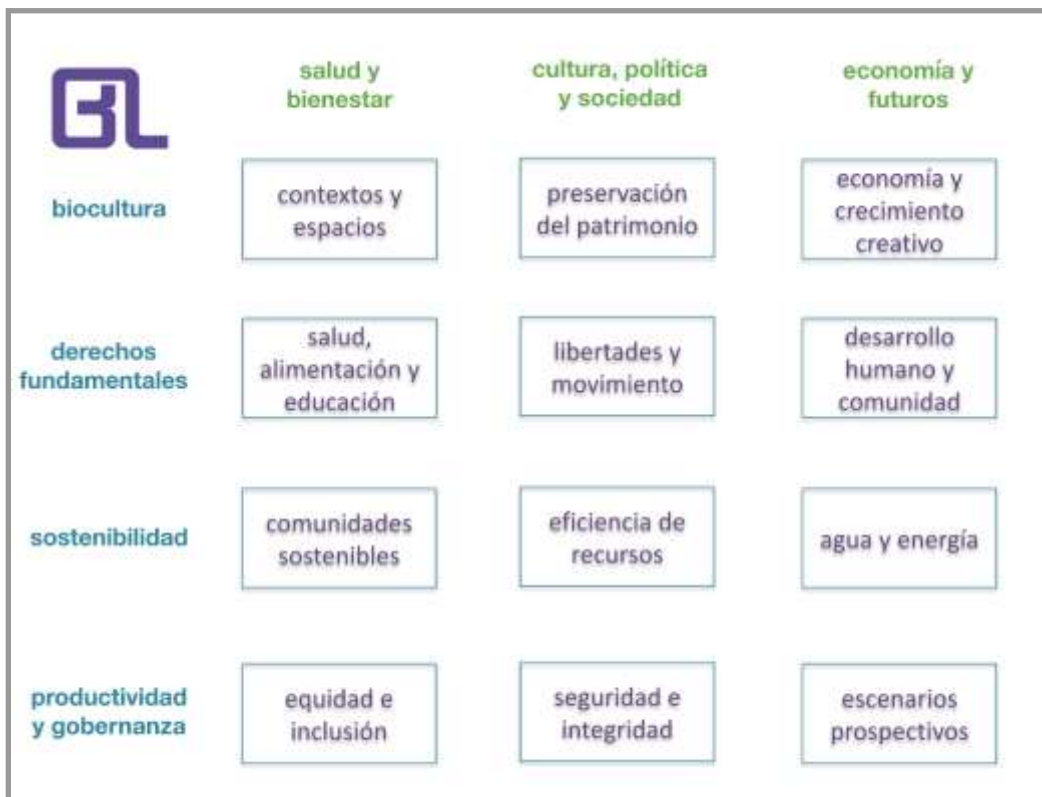 BL
salud y
bienestar
cultura, política
y sociedad
economía y
futuros
biocultura
contextos y
espacios
preservación
del patrimonio
economía y
crecimiento
creativo
derechos
fundamentales
salud,
alimentación y
educación
libertades y
movimiento
desarrollo
humano y
comunidad
sostenibilidad
comunidades
sostenibles
eficiencia de
recursos
agua y energía
productividad
y gobernanza
equidad e
inclusión
seguridad e
integridad
escenarios
prospectivos